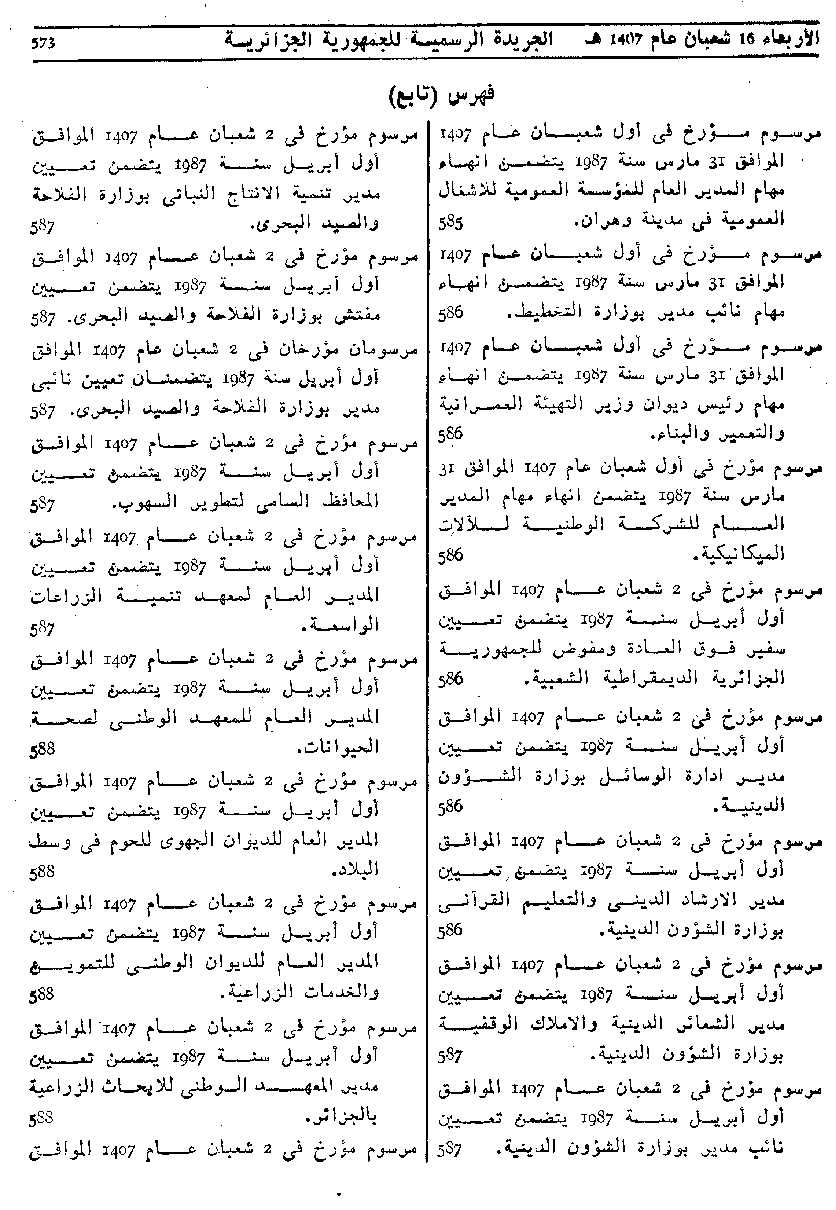 الأربعاء 16 شعبان عام 1407 هـ الجريدة الرسمية للجمهورية الجزائرية 573
فهرس (تابع)
مرسوم مؤرخ في أول شعبان عام 1407
الموافق 31 مارس سنة 1987 يتضمن انهاء
مهام المدير العام للمؤسسة العمومية للاشغال
العمومية في مدينة وهران. 585
مرسوم مؤرخ في أول شعبان عام 1407
الموافق 31 مارس سنة 1987 يتضمن انهاء
مهام نائب مدير بوزارة التخطيط. 586
مرسوم مؤرخ في أول شعبان عام 1407
الموافق 31 مارس سنة 1987 يتضمن انهاء
مهام رئيس ديوان وزير التهيئة العمرانية
والتعمير والبناء. 586
مرسوم مؤرخ في أول شعبان عام 1407 الموافق 31
مارس سنة 1987 يتضمن انهاء مهام المدير
العام للشركة الوطنية للآلات
الميكانيكية. 586
مرسوم مؤرخ في 2 شعبان عام 1407 الموافق
أول أبريل سنة 1987 يتضمن تعيين
سفير فوق العادة ومفوض للجمهورية
الجزائرية الديمقراطية الشعبية. 586
مرسوم مؤرخ في 2 شعبان عام 1407 الموافق
أول أبريل سنة 1987 يتضمن تعيين
مدير ادارة الوسائل بوزارة الشؤون
الدينية. 586
مرسوم مؤرخ في 2 شعبان عام 1407 الموافق
أول أبريل سنة 1987 يتضمن تعيين
مدير الارشاد الديني والتعليم القرآني
بوزارة الشؤون الدينية. 586
مرسوم مؤرخ في 2 شعبان عام 1407 الموافق
أول أبريل سنة 1987 يتضمن تعيين
مدير الشعائر الدينية والاملاك الوقفية
بوزارة الشؤون الدينية. 587
مرسوم مؤرخ في 2 شعبان عام 1407 الموافق
أول أبريل سنة 1987 يتضمن تعيين
نائب مدير بوزارة الشؤون الدينية. 587
مرسوم مؤرخ في 2 شعبان عام 1407 الموافق
أول أبريل سنة 1987 يتضمن تعيين
مدير تنمية الانتاج النباتي بوزارة الفلاحة
والصيد البحرى. 587
مرسوم مؤرخ في 2 شعبان عام 1407 الموافق
أول أبريل سنة 1987 يتضمن تعيين
مفتش بوزارة الفلاحة والصيد البحرى. 587
مرسومان مؤرخان في 2 شعبان عام 1407 الموافق
أول أبريل سنة 1987 يتضمنان تعيين نائبي
مدير بوزارة الفلاحة والصيد البحرى. 587
مرسوم مؤرخ في 2 شعبان عام 1407 الموافق
أول أبريل سنة 1987 يتضمن تعيين
المحافظ السامي لتطوير السهوب. 587
مرسوم مؤرخ في 2 شعبان عام 1407 الموافق
أول أبريل سنة 1987 يتضمن تعيين
المدير العام لمعهد تنمية الزراعات
الواسعة. 587
مرسوم مؤرخ في 2 شعبان عام 1407 الموافق
أول أبريل سنة 1987 يتضمن تعيين
المدير العام للمعهد الوطني لصحة
الحيوانات. 588
مرسوم مؤرخ في 2 شعبان عام 1407 الموافق
أول أبريل سنة 1987 يتضمن تعيين
المدير العام للديوان الجهوى للحوم في وسط
البلاد. 588
مرسوم مؤرخ في 2 شعبان عام 1407 الموافق
أول أبريل سنة 1987 يتضمن تعيين
المدير العام للديوان الوطني للتمويـغ
والخدمات الزراعية. 588
مرسوم مؤرخ في 2 شعبان عام 1407 الموافق
أول أبريل سنة 1987 يتضمن تعيين
مدير المعهد الوطني للابحاث الزراعية
بالجزائر. 588
مرسوم مؤرخ في 2 شعبان عام 1407 الموافق